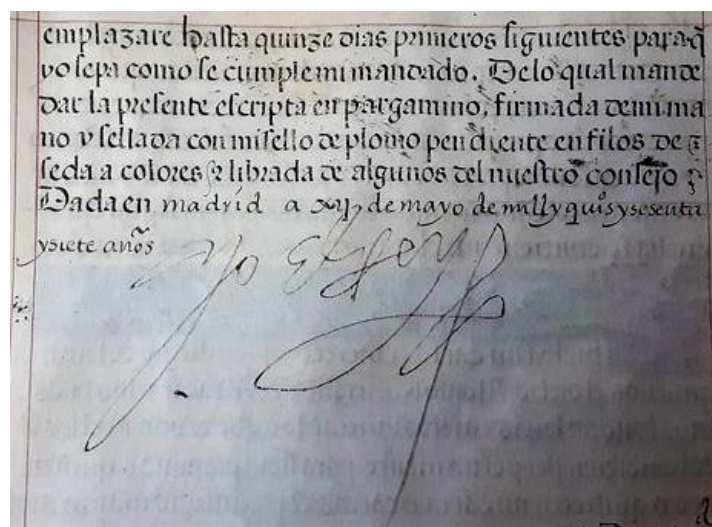 emplazare hasta quinze dias primeros siguientes para q̃
yo sepa como se cumple mi mandado. De lo qual mande
dar la presente escripta en pargamino, firmada de mi ma
no y sellada con mi sello de plomo pendiente en filos de
seda a colores librada de algunos del nuestro consejo
Dada en madrid a de mayo de mill y quiºs y sesenta
y siete años
yo el Rey